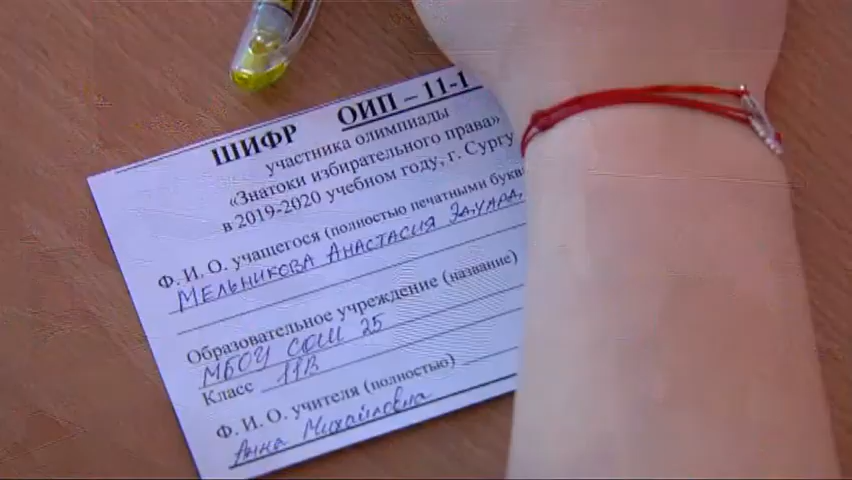 ШИФР ОИП – 11-1
участника олимпиады
«Знатоки избирательного права»
в 2019-2020 учебном году, г. Сургу
Ф. И. О. учащегося (полностью печатными буква
МЕЛЬНИКОВА АНАСТАСИЯ
Образовательное учреждение (название)
МБОУ СОШ 25
Класс 11В
Ф. И. О. учителя (полностью)
Анна Михайловна